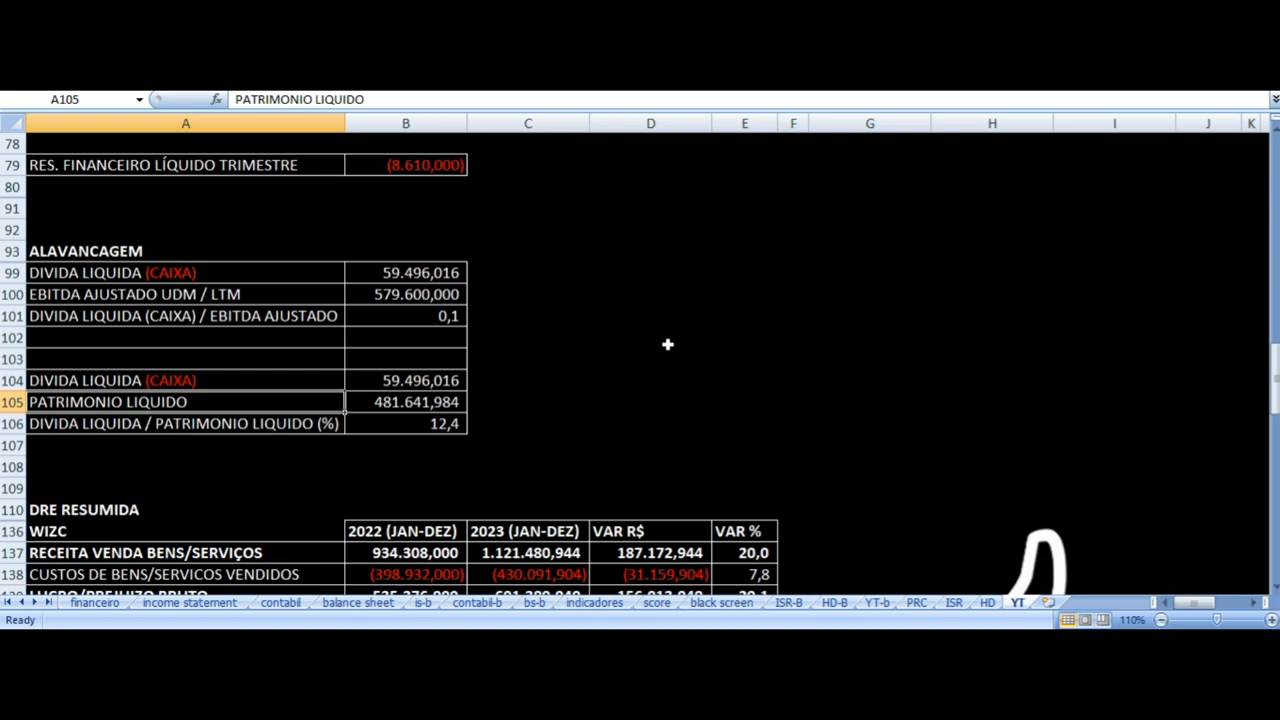 A105 fx PATRIMONIO LIQUIDO
A B C D E F G H I J K
78
79 RES. FINANCEIRO LÍQUIDO TRIMESTRE (8.610,000)
80
91
92
93 ALAVANCAGEM
99 DIVIDA LIQUIDA (CAIXA) 59.496,016
100 EBITDA AJUSTADO UDM / LTM 579.600,000
101 DIVIDA LIQUIDA (CAIXA) / EBITDA AJUSTADO 0,1
102
103
104 DIVIDA LIQUIDA (CAIXA) 59.496,016
105 PATRIMONIO LIQUIDO 481.641,984
106 DIVIDA LIQUIDA / PATRIMONIO LIQUIDO (%) 12,4
107
108
109
110 DRE RESUMIDA
136 WIZC 2022 (JAN-DEZ) 2023 (JAN-DEZ) VAR R$ VAR %
137 RECEITA VENDA BENS/SERVIÇOS 934.308,000 1.121.480,944 187.172,944 20,0
138 CUSTOS DE BENS/SERVICOS VENDIDOS (398.932,000) (430.091,904) (31.159,904) 7,8
financeiro income statement contabil balance sheet is-b contabil-b bs-b indicadores score black screen ISR-B HD-B YT-b PRC ISR HD YT
Ready 110%